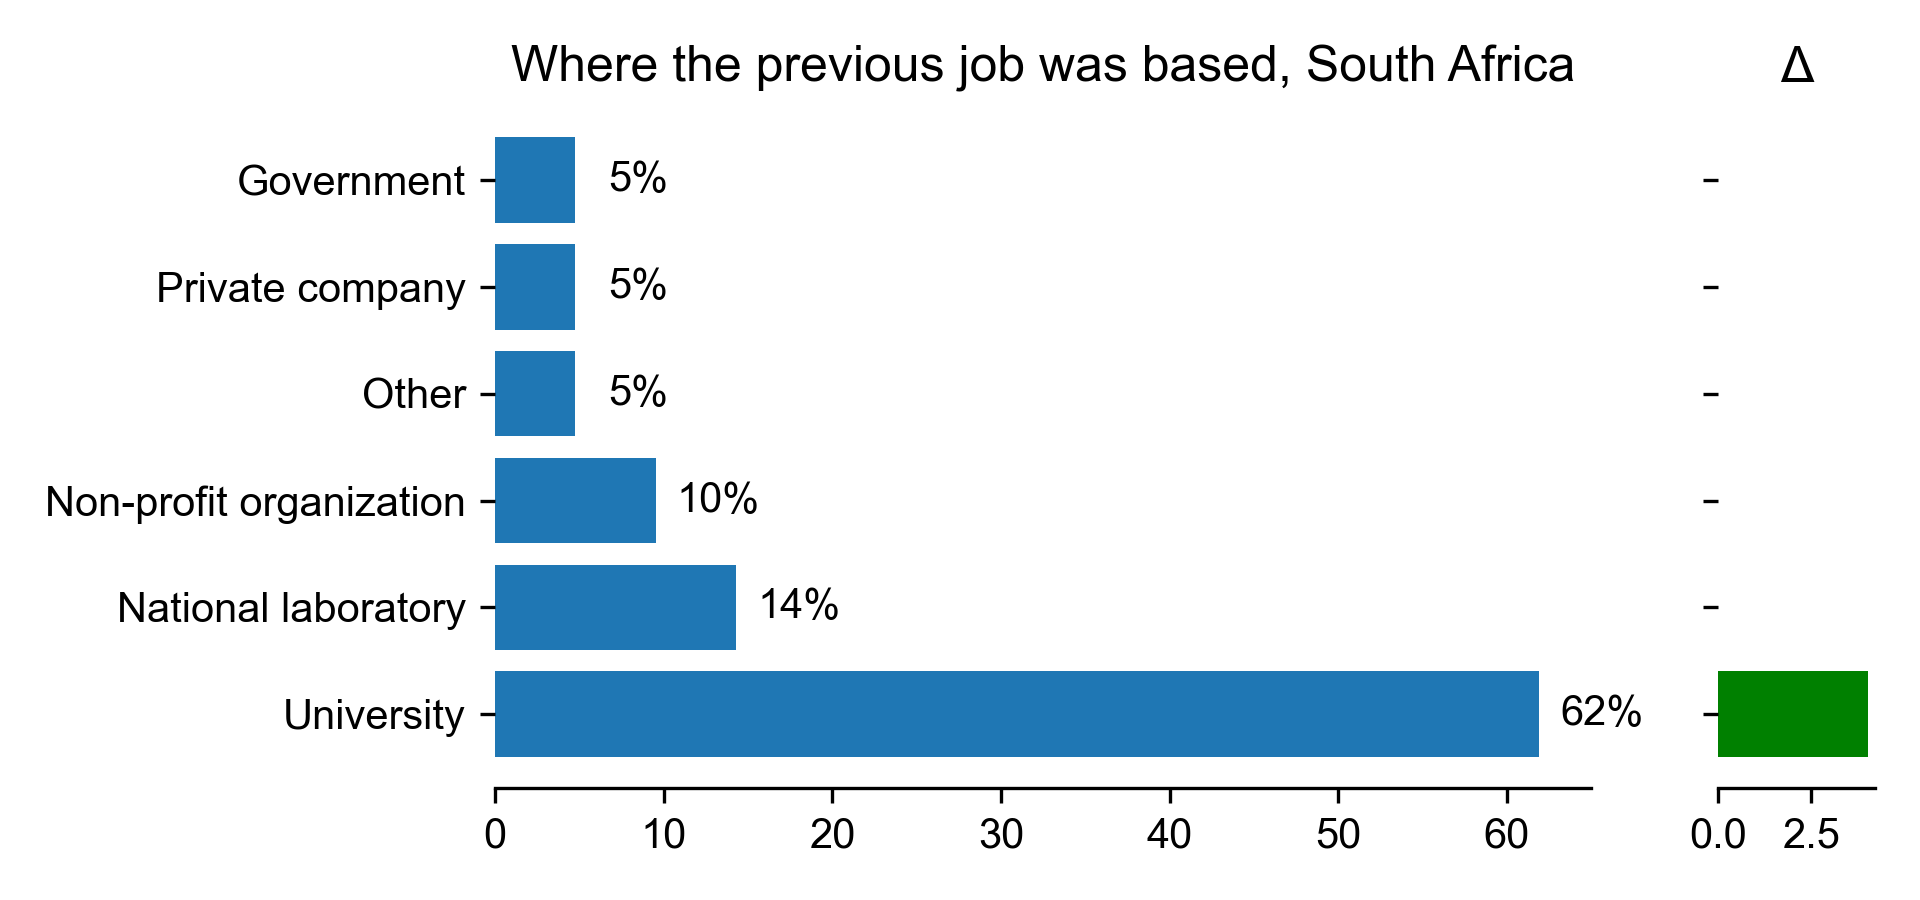 Where the previous job was based, South Africa Δ
Government 5%
Private company 5%
Other 5%
Non-profit organization 10%
National laboratory 14%
University 62%
0 10 20 30 40 50 60 0.0 2.5